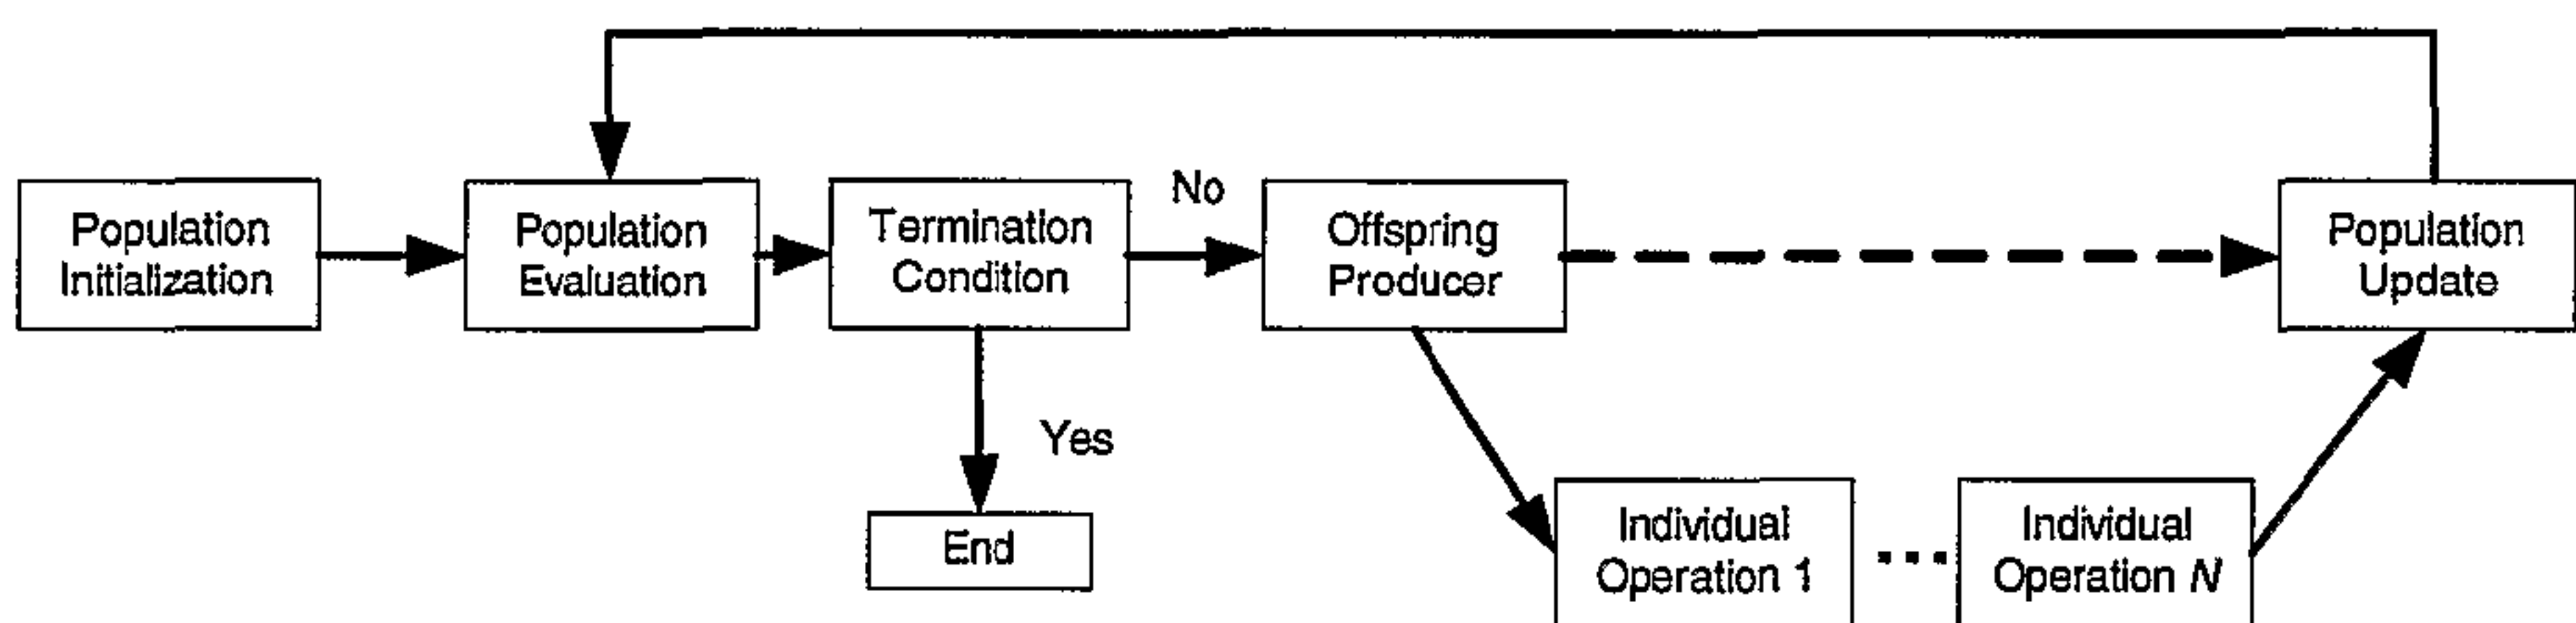 Population
Initialization
Population
Evaluation
Termination
Condition
No
Offspring
Producer
Population
Update
Yes
End
Individual
Operation 1
...
Individual
Operation N